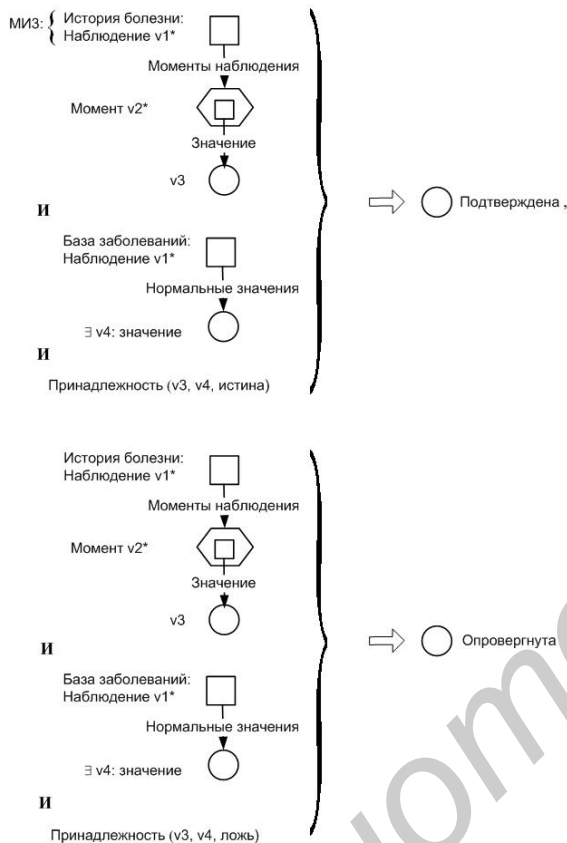 МИЗ: { История болезни:
Наблюдение v1*
Моменты наблюдения
Момент v2*
Значение
v3
И
База заболеваний:
Наблюдение v1*
Нормальные значения
∃ v4: значение
И
Принадлежность (v3, v4, истина)
Подтверждена ,
История болезни:
Наблюдение v1*
Моменты наблюдения
Момент v2*
Значение
v3
И
База заболеваний:
Наблюдение v1*
Нормальные значения
∃ v4: значение
И
Принадлежность (v3, v4, ложь)
Опровергнута